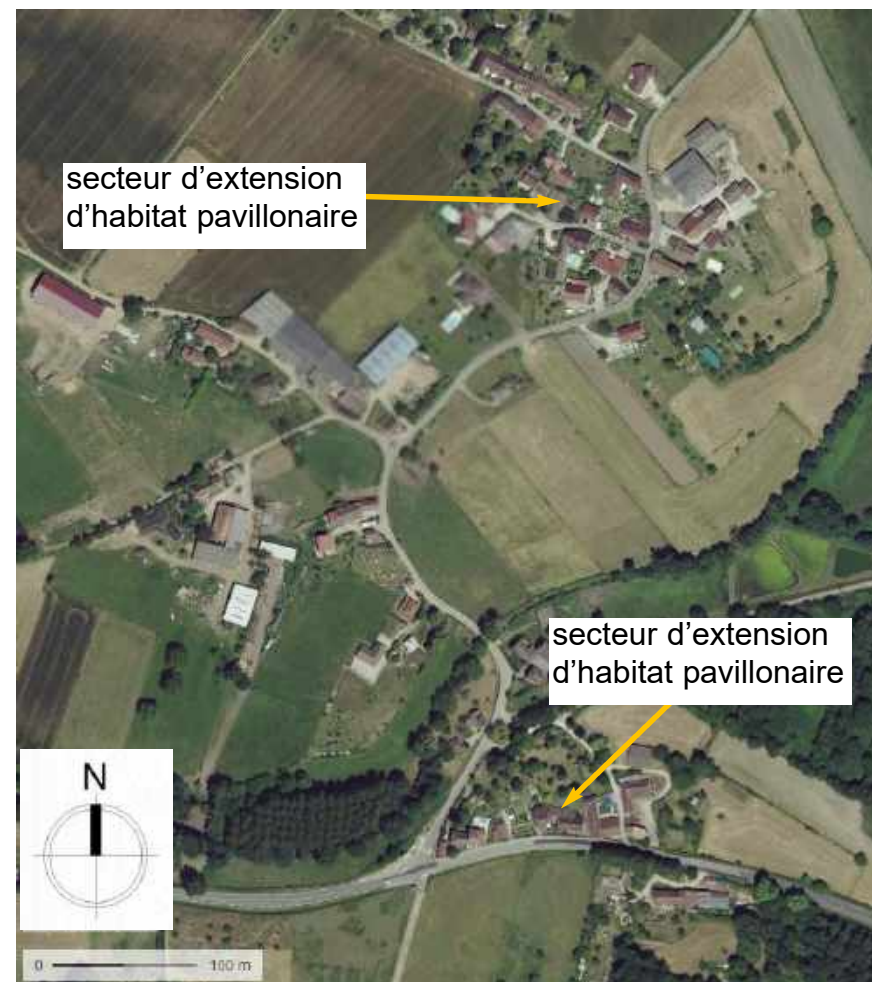 secteur d’extension
d’habitat pavillonaire
secteur d’extension
d’habitat pavillonaire
N
0 100 m